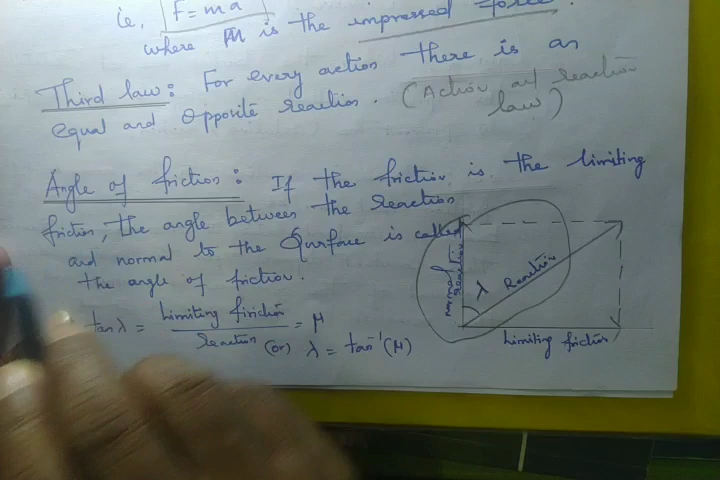 ie, F = ma
where m is the impressed force.
Third law: For every action there is an
equal and opposite reaction. (Action and reaction
law)
Angle of friction: If the friction is the limiting
friction, the angle between the reaction
and normal to the Surface is called
the angle of friction.
normal
reaction
λ
Reaction
Limiting friction
tanλ = Limiting friction / reaction = μ
(or) λ = tan⁻¹(μ)